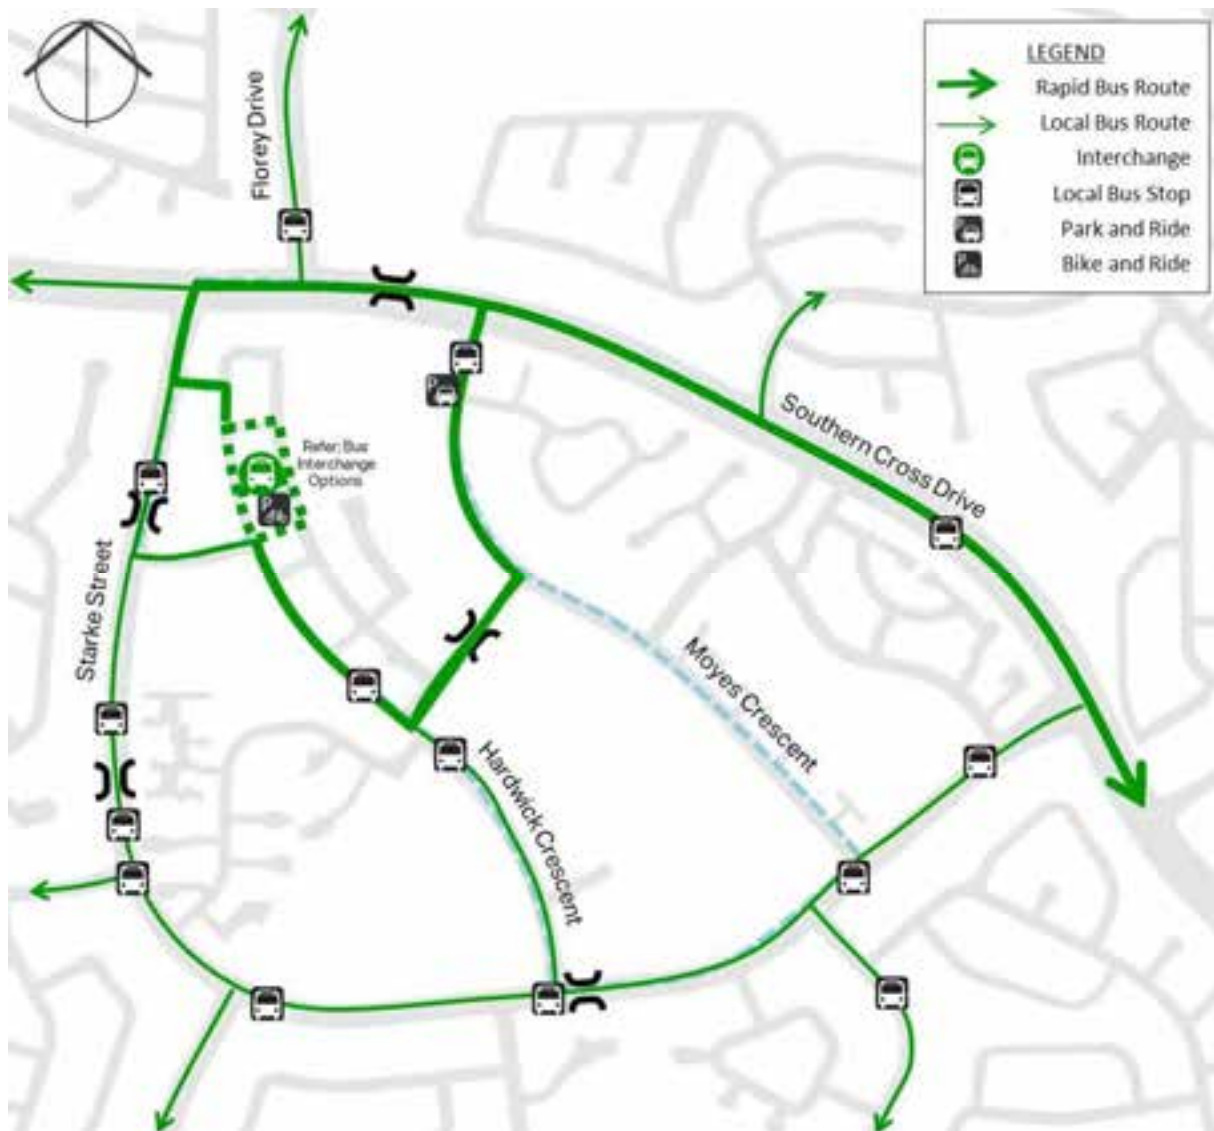 LEGEND
Rapid Bus Route
Local Bus Route
Interchange
Local Bus Stop
Park and Ride
Bike and Ride
Florey Drive
Southern Cross Drive
Refer: Bus
Interchange
Options
Starke Street
Moyes Crescent
Hardwick Crescent